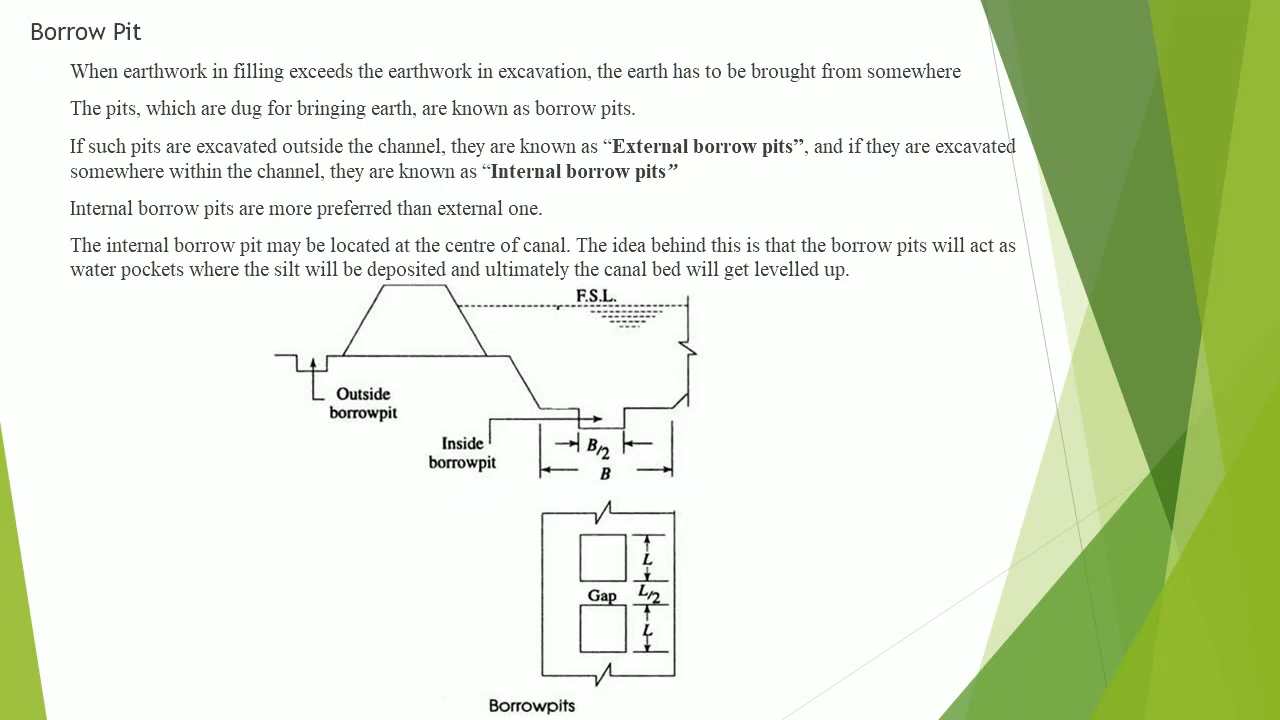 Borrow Pit
When earthwork in filling exceeds the earthwork in excavation, the earth has to be brought from somewhere
The pits, which are dug for bringing earth, are known as borrow pits.
If such pits are excavated outside the channel, they are known as “External borrow pits”, and if they are excavated
somewhere within the channel, they are known as “Internal borrow pits”
Internal borrow pits are more preferred than external one.
The internal borrow pit may be located at the centre of canal. The idea behind this is that the borrow pits will act as
water pockets where the silt will be deposited and ultimately the canal bed will get levelled up.
F.S.L.
Outside
borrowpit
Inside
borrowpit
B/2
B
L
Gap L/2
L
Borrowpits